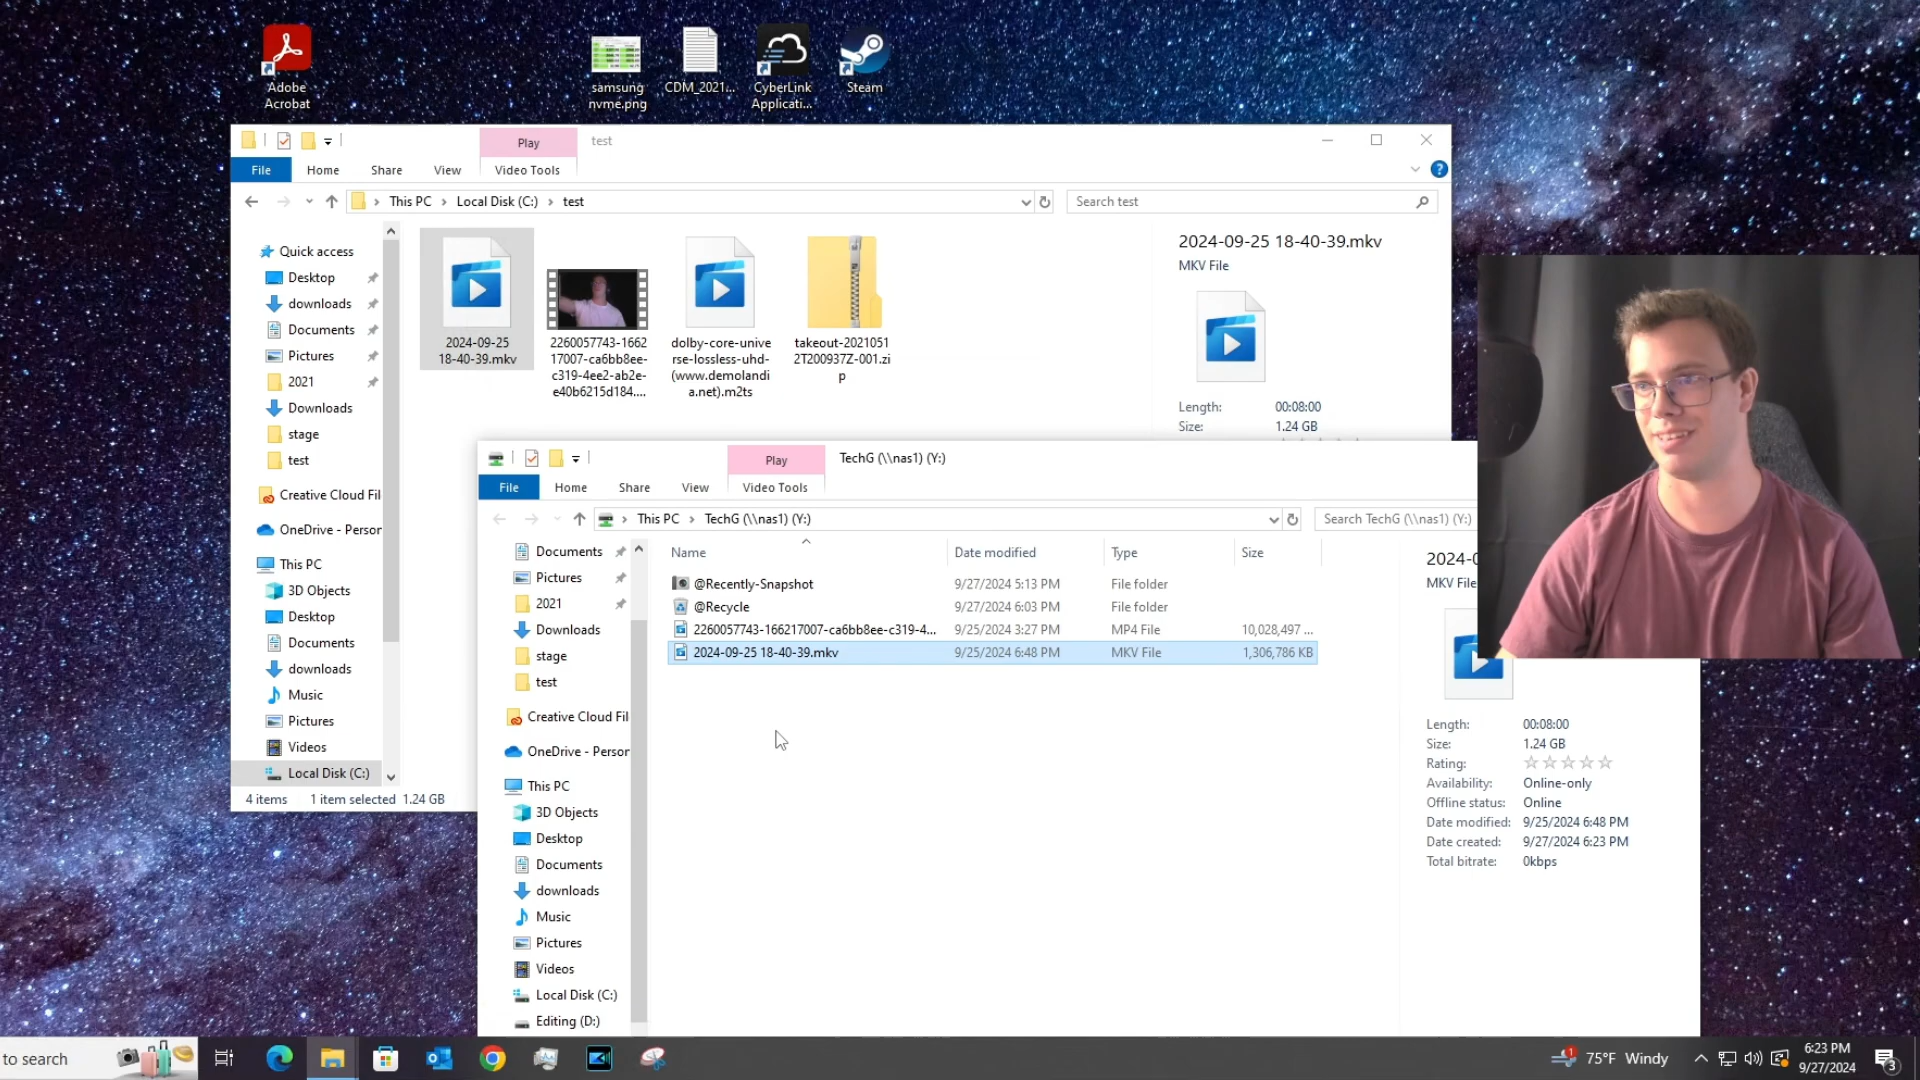 Adobe
Acrobat
samsung
nvme.png
CDM_2021...
CyberLink
Applicati...
Steam
Play
test
File
Home
Share
View
Video Tools
This PC
Local Disk (C:)
test
Search test
Quick access
Desktop
downloads
Documents
Pictures
2021
Downloads
stage
test
Creative Cloud Fil
OneDrive - Person
This PC
3D Objects
Desktop
Documents
downloads
Music
Pictures
Videos
Local Disk (C:)
2024-09-25
18-40-39.mkv
2260057743-1662
17007-ca6bb8ee-
c319-4ee2-ab2e-
e40b6215d184....
dolby-core-unive
rse-lossless-uhd-
(www.demolandi
a.net).m2ts
takeout-2021051
2T200937Z-001.zi
p
2024-09-25 18-40-39.mkv
MKV File
Length: 00:08:00
Size: 1.24 GB
4 items 1 item selected 1.24 GB
Play
TechG (\\nas1) (Y:)
File
Home
Share
View
Video Tools
This PC
TechG (\\nas1) (Y:)
Search TechG (\\nas1) (Y:)
Documents
Pictures
2021
Downloads
stage
test
Creative Cloud Fil
OneDrive - Person
This PC
3D Objects
Desktop
Documents
downloads
Music
Pictures
Videos
Local Disk (C:)
Editing (D:)
Name Date modified Type Size
@Recently-Snapshot 9/27/2024 5:13 PM File folder
@Recycle 9/27/2024 6:03 PM File folder
2260057743-166217007-ca6bb8ee-c319-4... 9/25/2024 3:27 PM MP4 File 10,028,497 ...
2024-09-25 18-40-39.mkv 9/25/2024 6:48 PM MKV File 1,306,786 KB
MKV File
Length: 00:08:00
Size: 1.24 GB
Rating:
Availability: Online-only
Offline status: Online
Date modified: 9/25/2024 6:48 PM
Date created: 9/27/2024 6:23 PM
Total bitrate: 0kbps
to search
1
75°F Windy
6:23 PM
9/27/2024
3